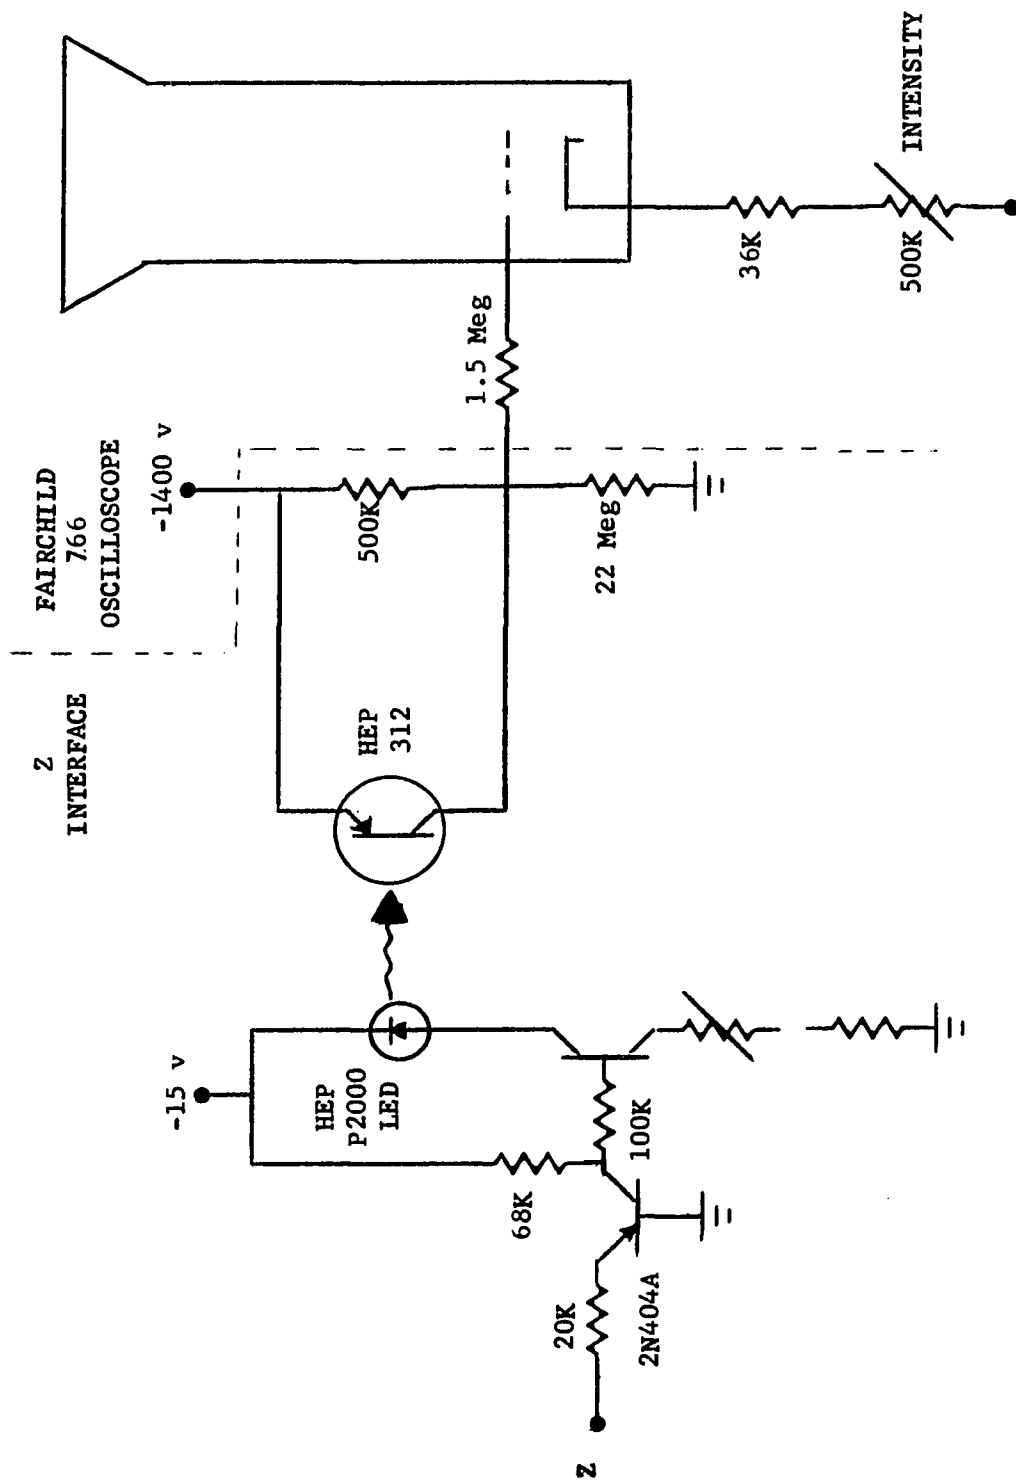 Z
INTERFACE
FAIRCHILD
766
OSCILLOSCOPE
-15 v
-1400 v
HEP
P2000
LED
HEP
312
68K
100K
20K
2N404A
Z
500K
22 Meg
1.5 Meg
36K
500K
INTENSITY